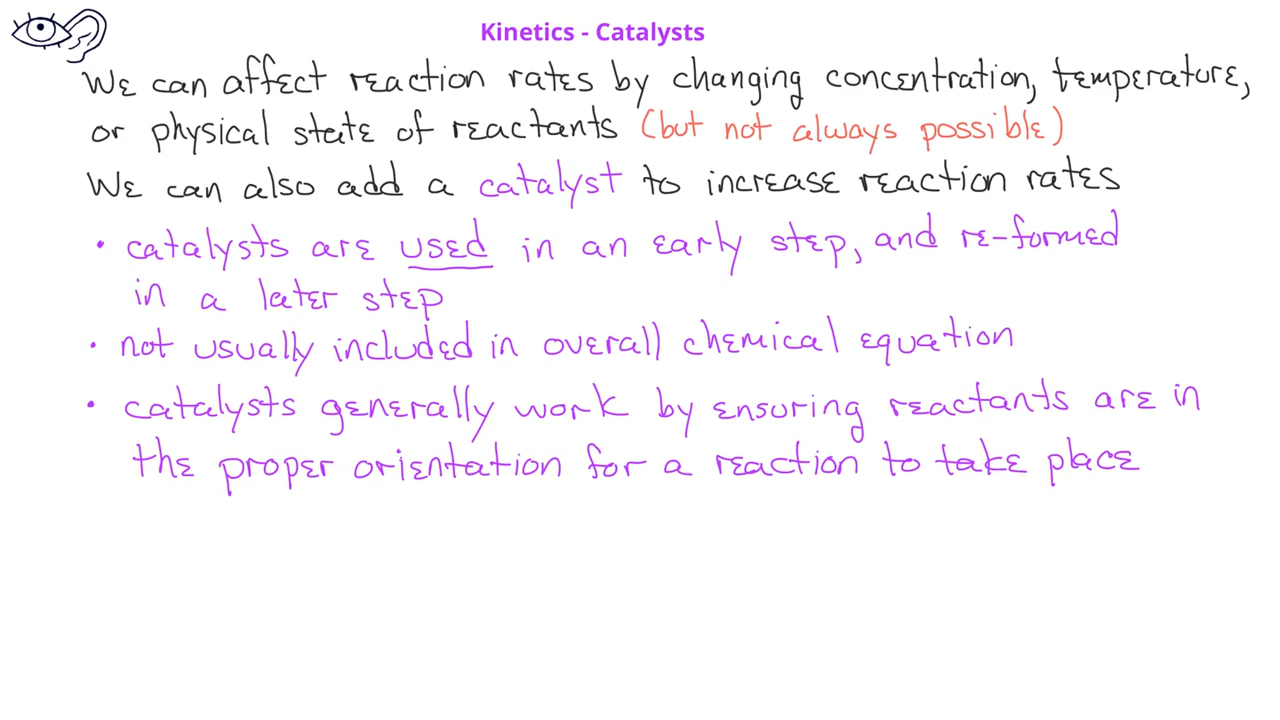 Kinetics - Catalysts
We can affect reaction rates by changing concentration, temperature,
or physical state of reactants (but not always possible)
We can also add a catalyst to increase reaction rates
• catalysts are used in an early step, and re-formed
in a later step
• not usually included in overall chemical equation
• catalysts generally work by ensuring reactants are in
the proper orientation for a reaction to take place